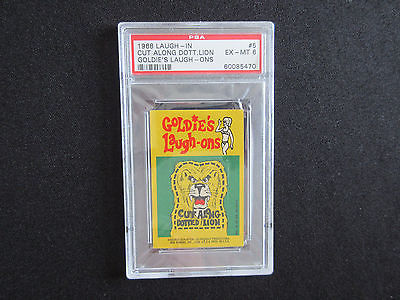 PSA
1968 LAUGH-IN #5
CUT ALONG DOTT.LION EX-MT 6
GOLDIE'S LAUGH-ONS 60085470
GOLDIE'S
Laugh-ons
CUT ALONG
DOTTED LION